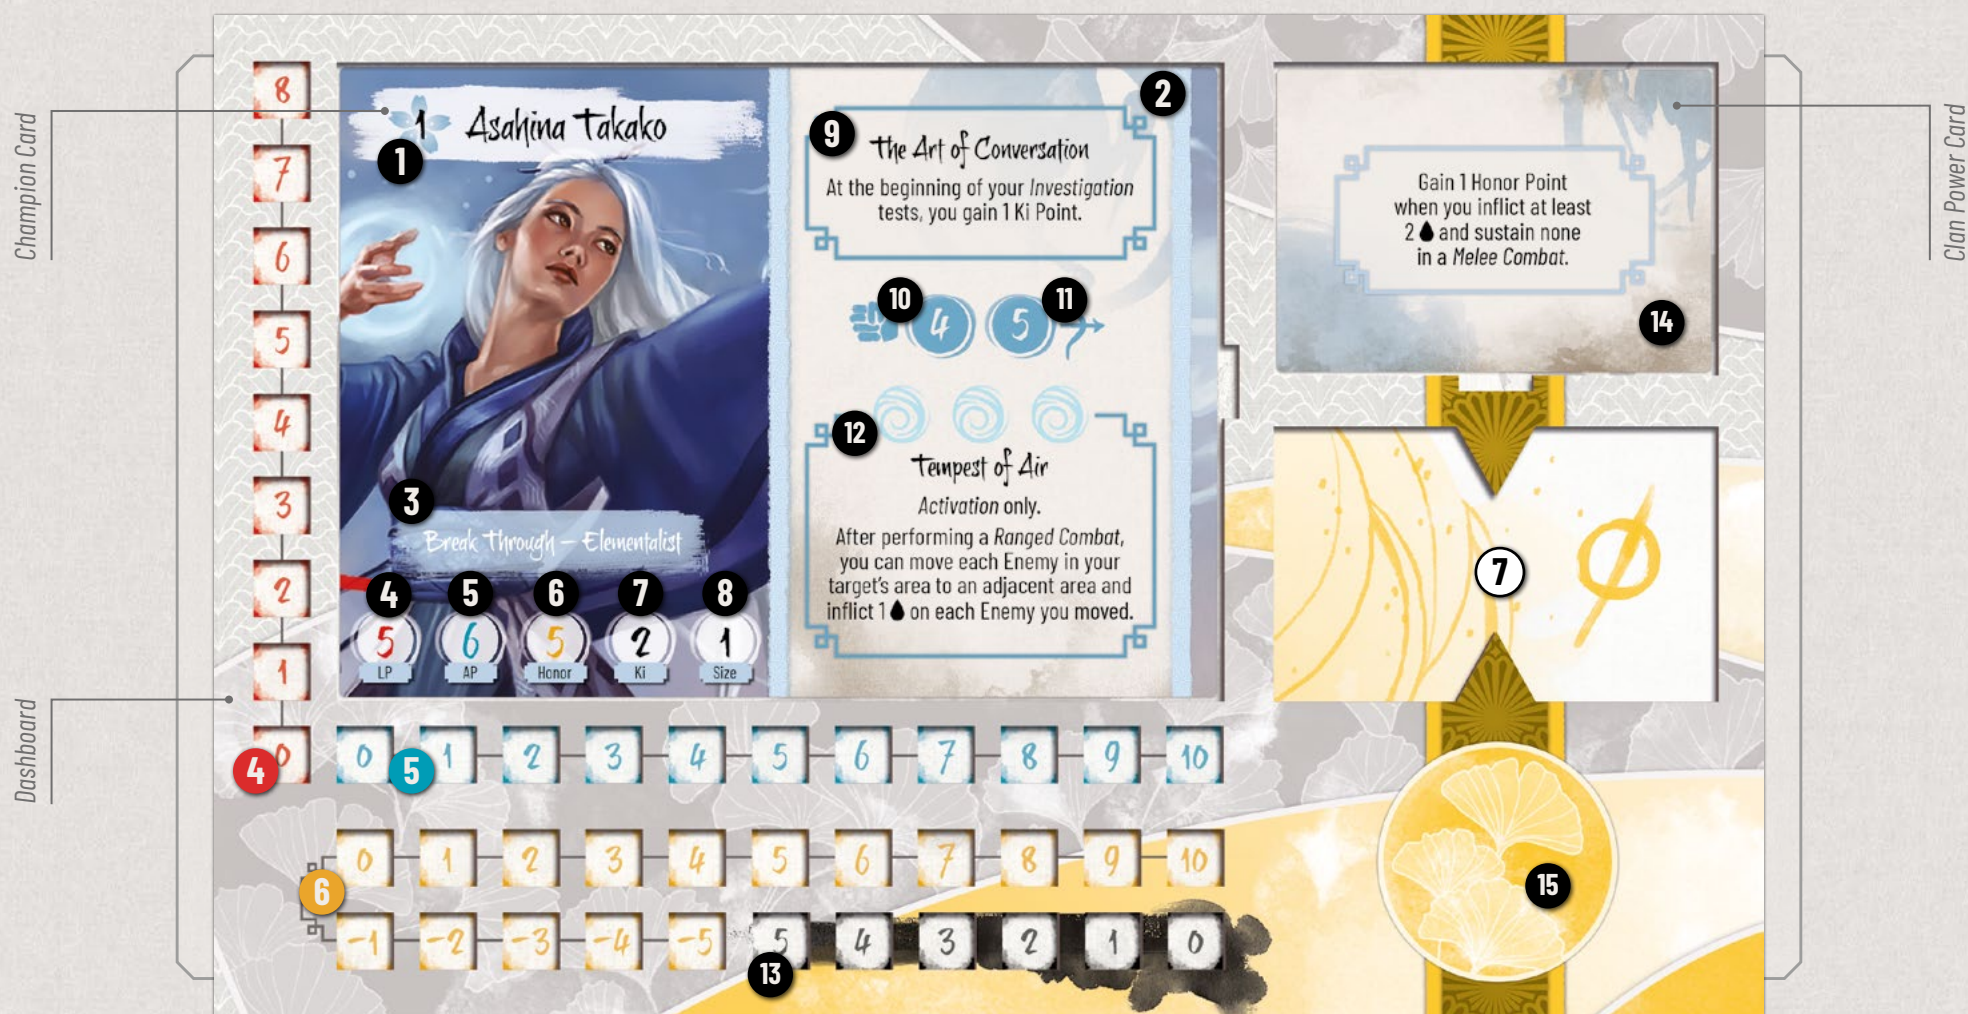 Champion Card
Dashboard
Clan Power Card
8
7
6
5
4
3
2
1
0
4
1
Asahina Takako
1
3
Break Through – Elementalist
4 5 6 7 8
5 6 5 2 1
LP AP Honor Ki Size
2
9
The Art of Conversation
At the beginning of your Investigation
tests, you gain 1 Ki Point.
10 4 5 11
12
Tempest of Air
Activation only.
After performing a Ranged Combat,
you can move each Enemy in your
target's area to an adjacent area and
inflict 1 on each Enemy you moved.
Gain 1 Honor Point
when you inflict at least
2 and sustain none
in a Melee Combat.
14
7
0 5 1 2 3 4 5 6 7 8 9 10
0 1 2 3 4 5 6 7 8 9 10
6
-1 -2 -3 -4 -5 5 4 3 2 1 0
13
15